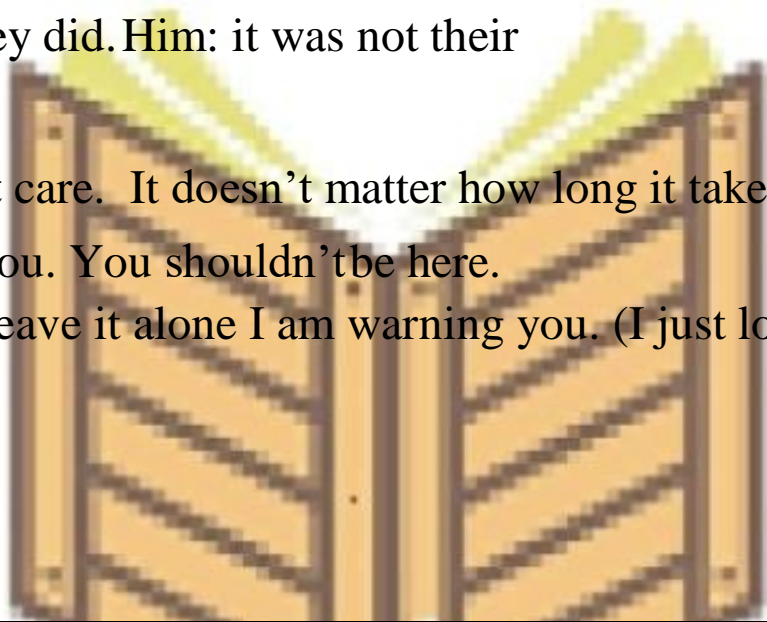 ey did. Him: it was not their
care.  It doesn’t matter how long it take
ou. You shouldn’t be here.
eave it alone I am warning you. (I just lo